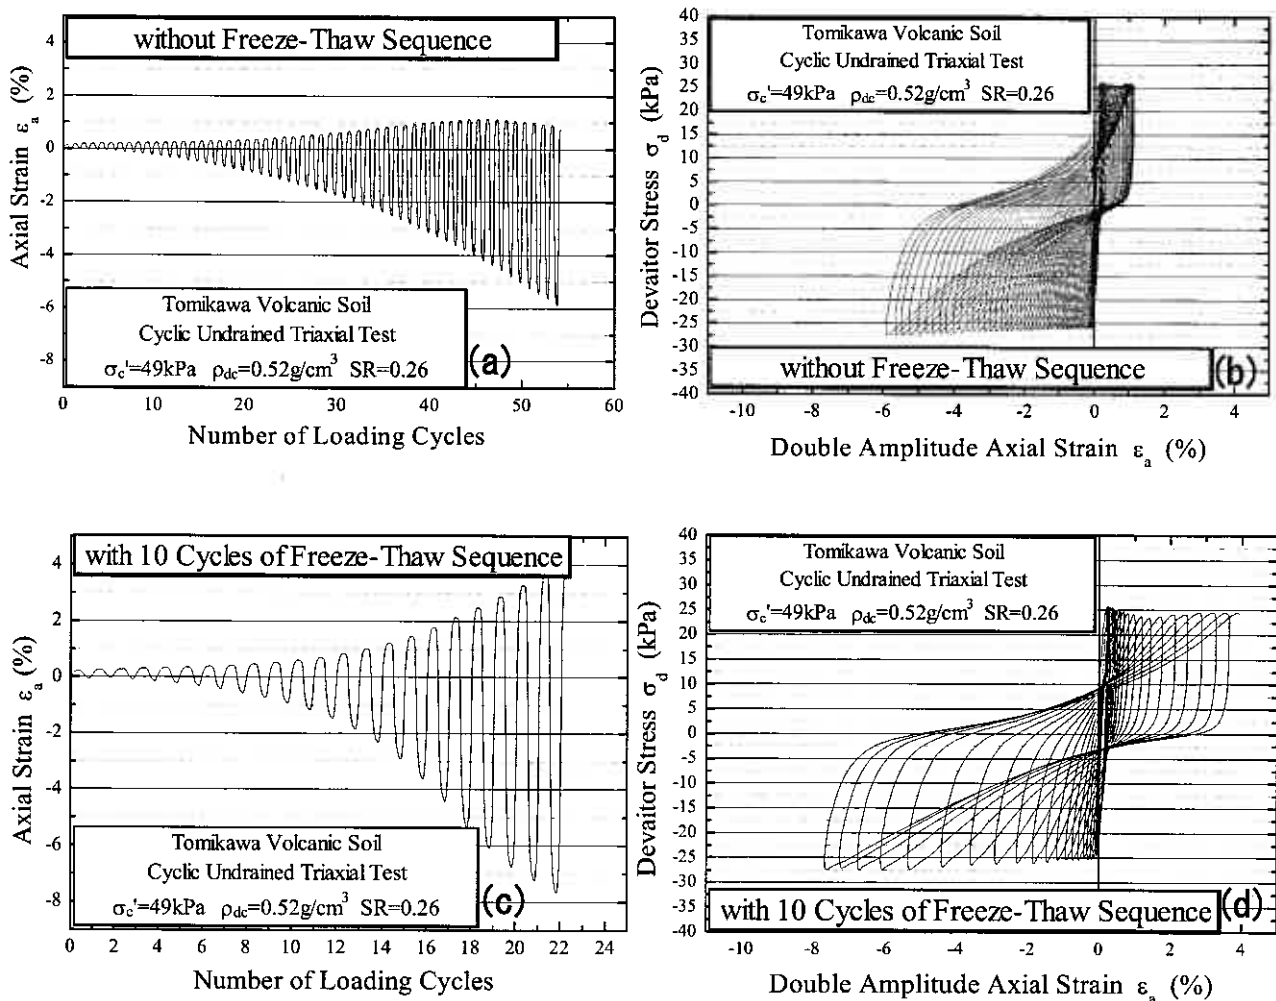 without Freeze-Thaw Sequence
4
2
0
-2
-4
-6
-8
Axial Strain εa (%)
Tomikawa Volcanic Soil
Cyclic Undrained Triaxial Test
σc'=49kPa ρdc=0.52g/cm³ SR=0.26
(a)
0 10 20 30 40 50 60
Number of Loading Cycles
40
35
30
25
20
15
10
5
0
-5
-10
-15
-20
-25
-30
-35
-40
Devaitor Stress σd (kPa)
Tomikawa Volcanic Soil
Cyclic Undrained Triaxial Test
σc'=49kPa ρdc=0.52g/cm³ SR=0.26
without Freeze-Thaw Sequence
(b)
-10 -8 -6 -4 -2 0 2 4
Double Amplitude Axial Strain εa (%)
with 10 Cycles of Freeze-Thaw Sequence
4
2
0
-2
-4
-6
-8
Axial Strain εa (%)
Tomikawa Volcanic Soil
Cyclic Undrained Triaxial Test
σc'=49kPa ρdc=0.52g/cm³ SR=0.26
(c)
0 2 4 6 8 10 12 14 16 18 20 22 24
Number of Loading Cycles
40
35
30
25
20
15
10
5
0
-5
-10
-15
-20
-25
-30
-35
-40
Devaitor Stress σd (kPa)
Tomikawa Volcanic Soil
Cyclic Undrained Triaxial Test
σc'=49kPa ρdc=0.52g/cm³ SR=0.26
with 10 Cycles of Freeze-Thaw Sequence
(d)
-10 -8 -6 -4 -2 0 2 4
Double Amplitude Axial Strain εa (%)